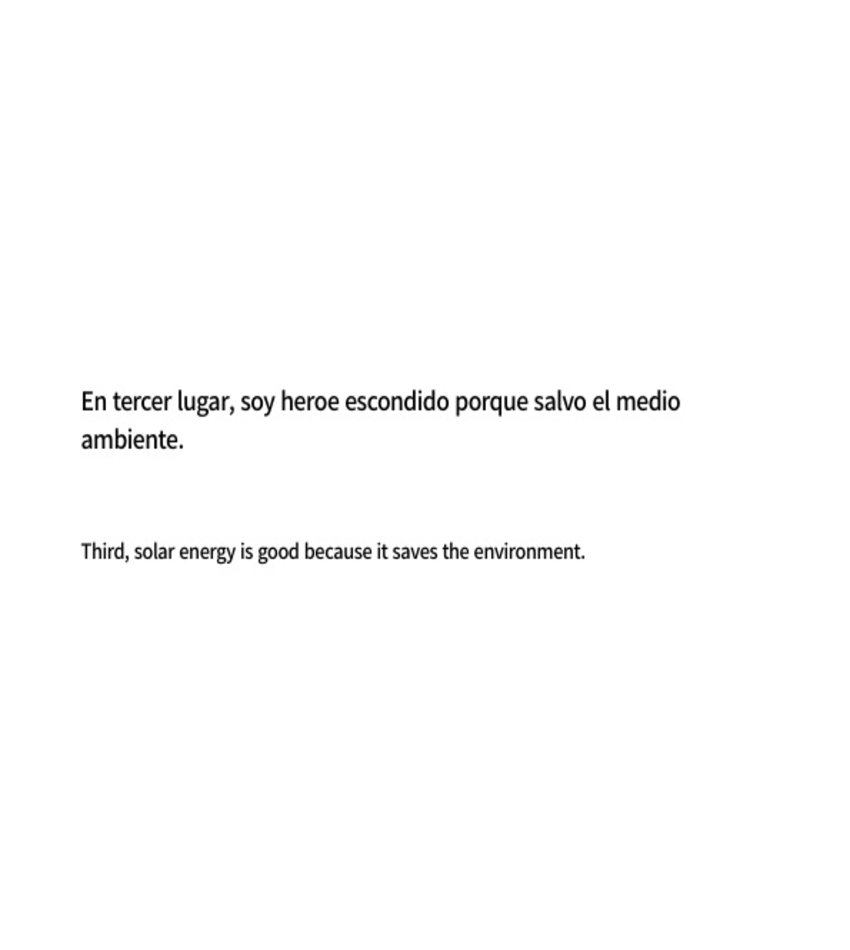 En tercer lugar, soy heroe escondido porque salvo el medio
ambiente.
Third, solar energy is good because it saves the environment.